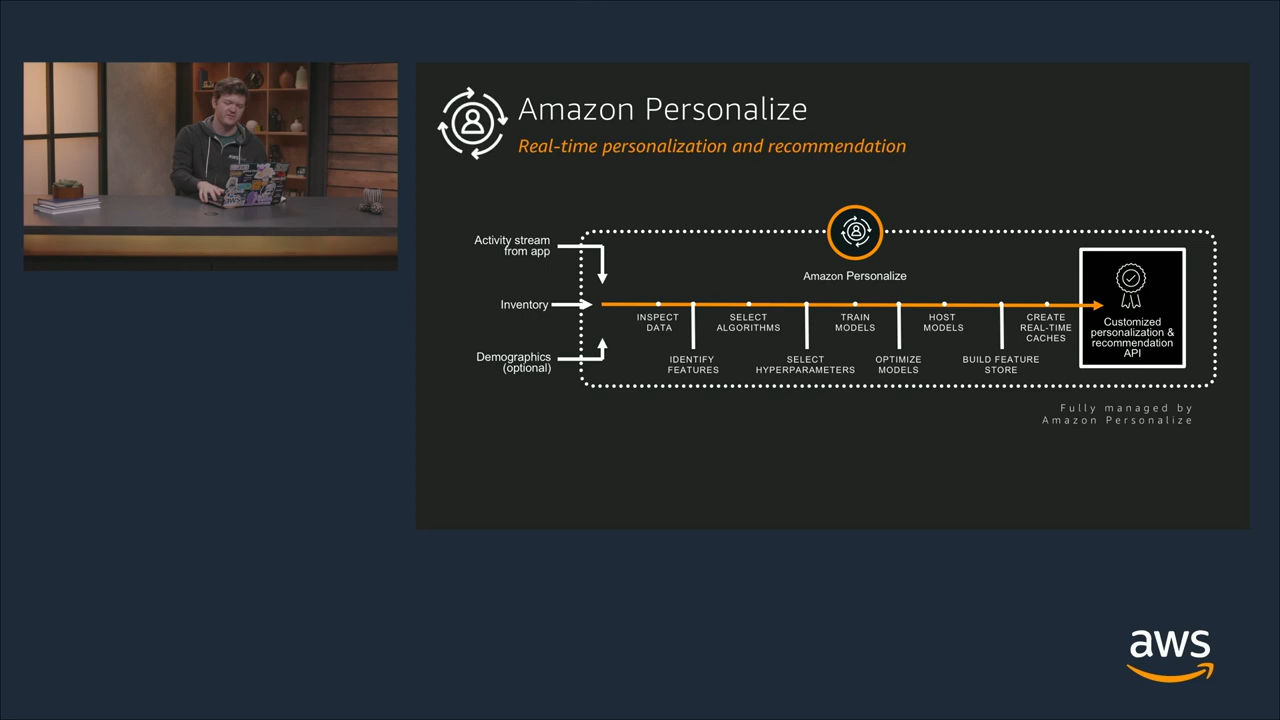 Amazon Personalize
Real-time personalization and recommendation
Activity stream
from app
Inventory
Demographics
(optional)
Amazon Personalize
INSPECT
DATA
IDENTIFY
FEATURES
SELECT
ALGORITHMS
SELECT
HYPERPARAMETERS
TRAIN
MODELS
OPTIMIZE
MODELS
HOST
MODELS
BUILD FEATURE
STORE
CREATE
REAL-TIME
CACHES
Customized
personalization &
recommendation
API
Fully managed by
Amazon Personalize
aws